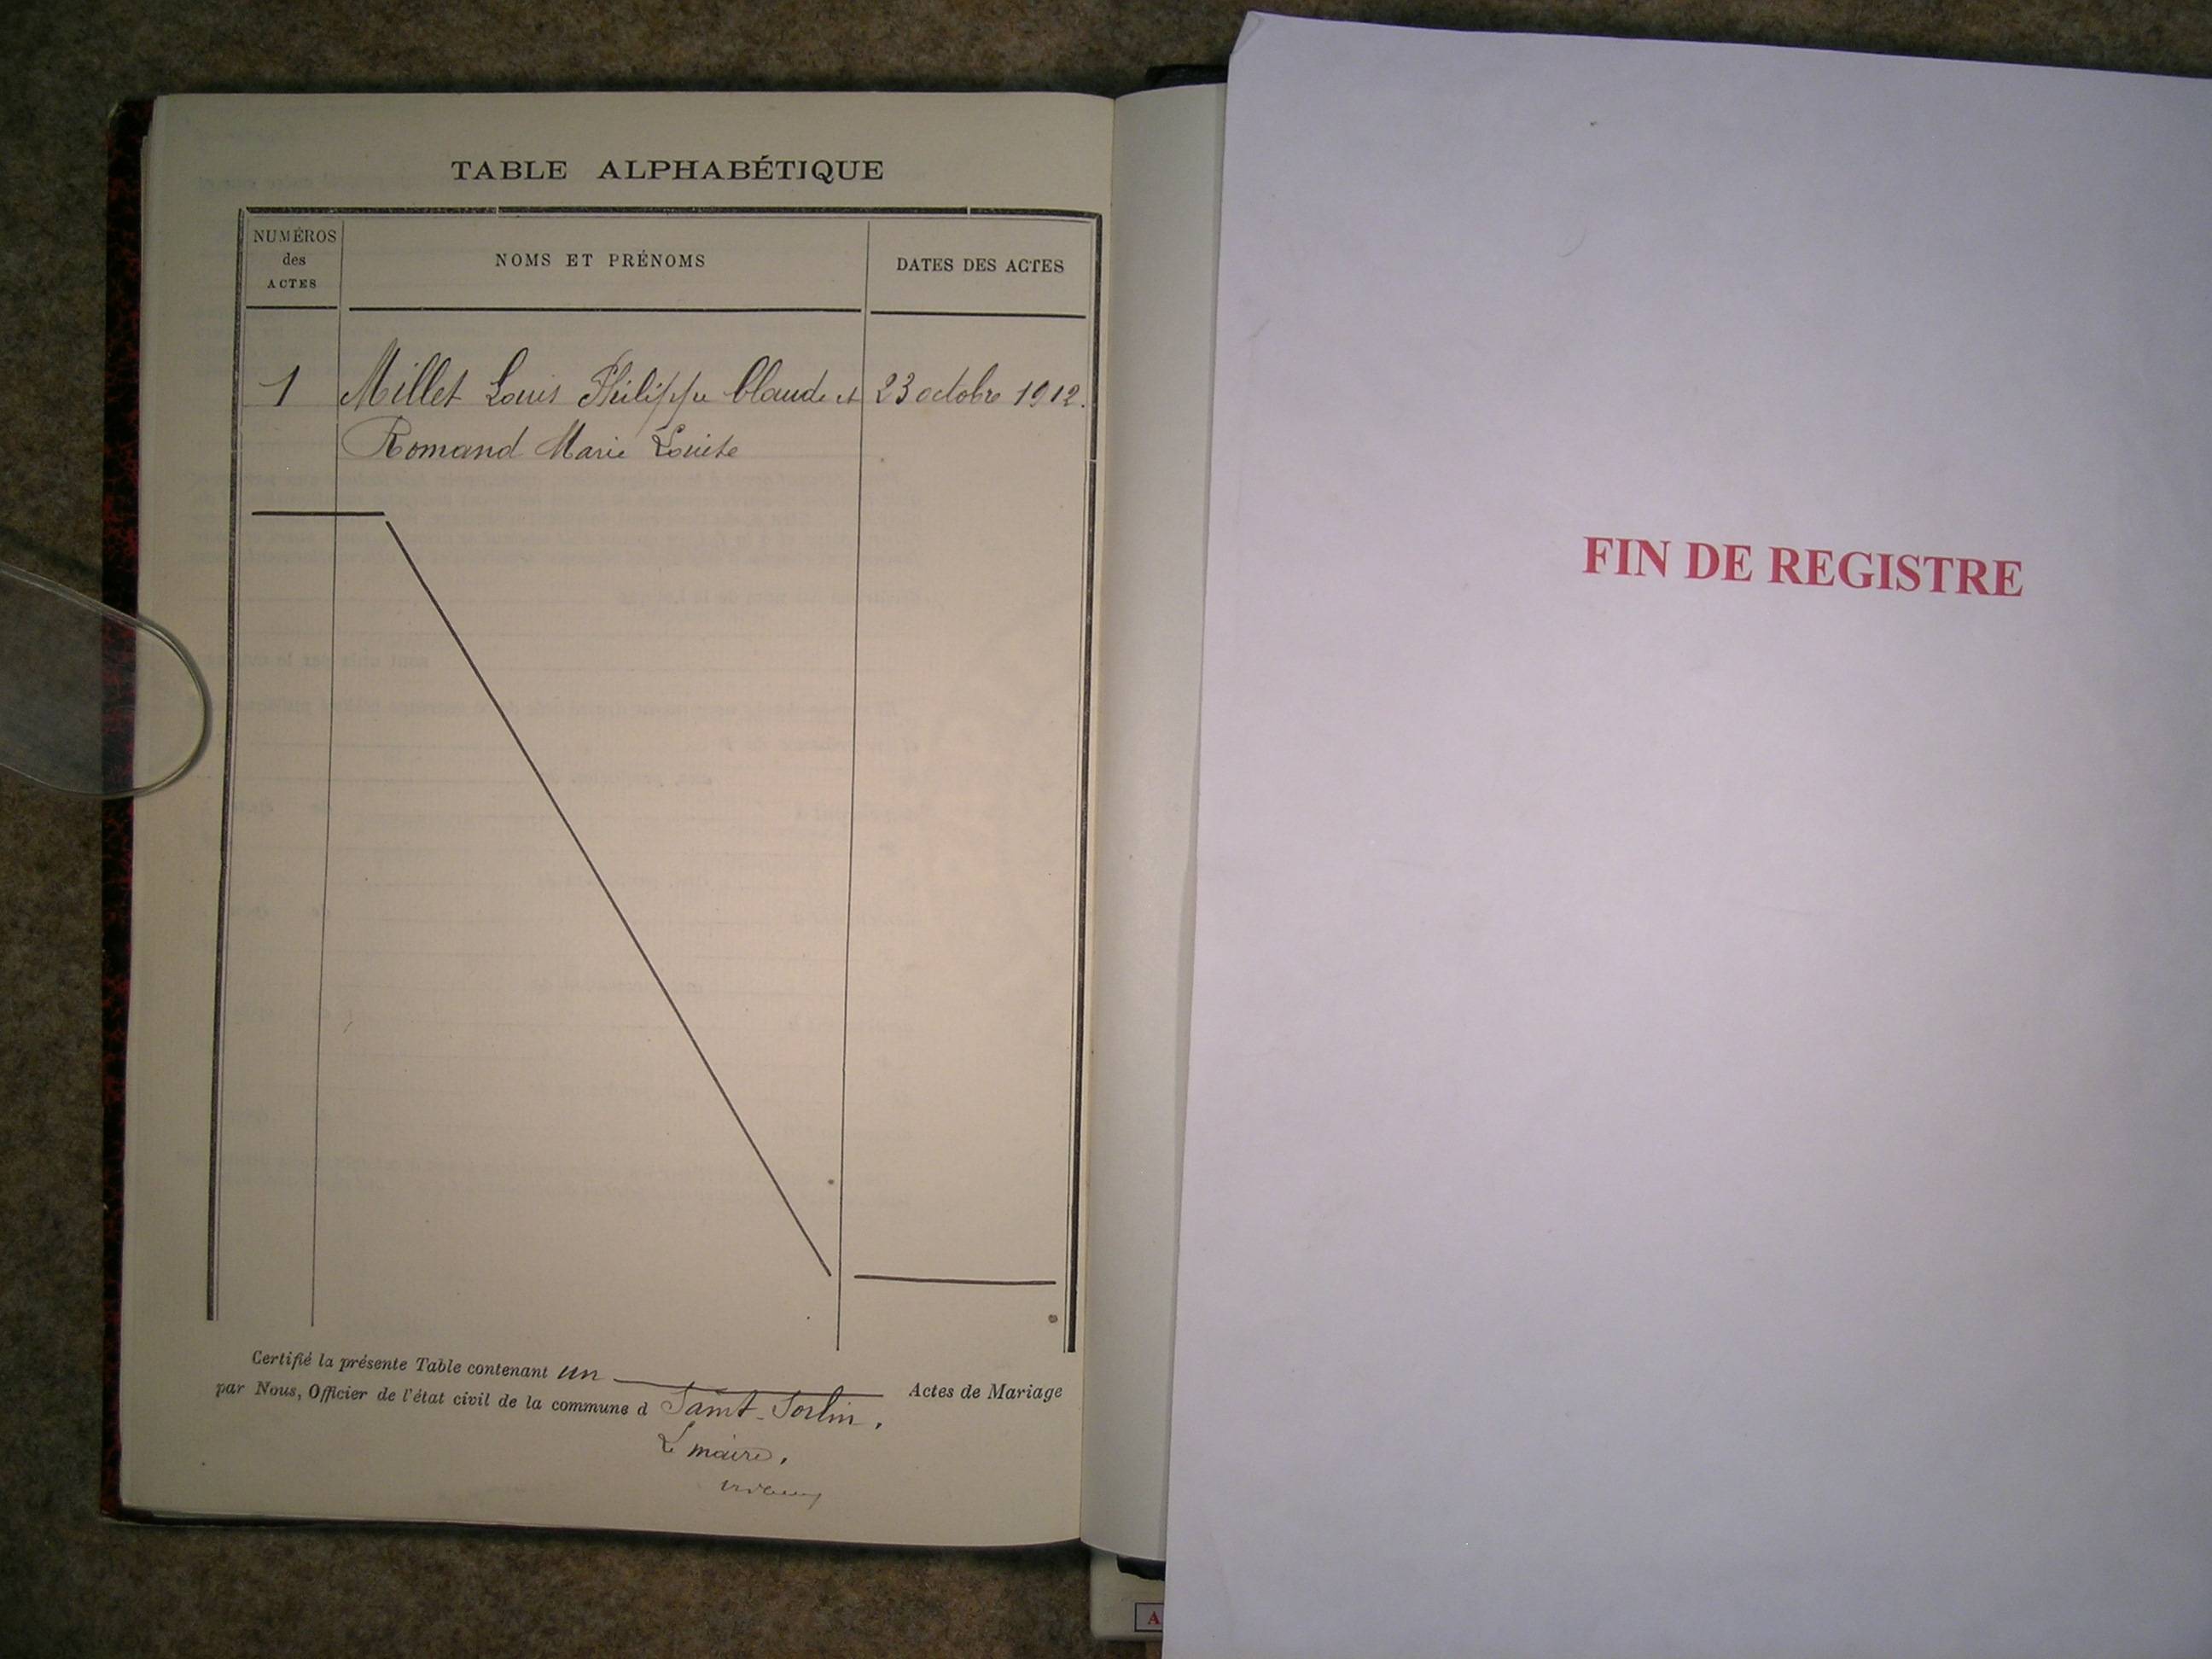 TABLE ALPHABÉTIQUE
NUMÉROS
des
ACTES
NOMS ET PRÉNOMS
DATES DES ACTES
1 Millet Louis Philippe Claude et 23 octobre 1912.
Romand Marie Louise
Certifié la présente Table contenant un Actes de Mariage
par Nous, Officier de l'état civil de la commune d Saint-Sorlin,
Le maire,
FIN DE REGISTRE
A